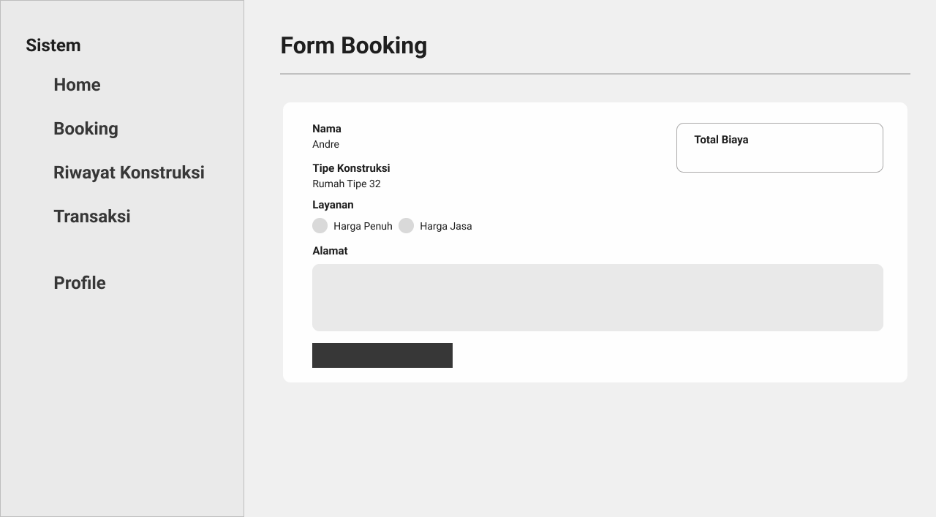 Sistem
Home
Booking
Riwayat Konstruksi
Transaksi
Profile
Form Booking
Nama
Andre
Tipe Konstruksi
Rumah Tipe 32
Layanan
Harga Penuh Harga Jasa
Alamat
Total Biaya